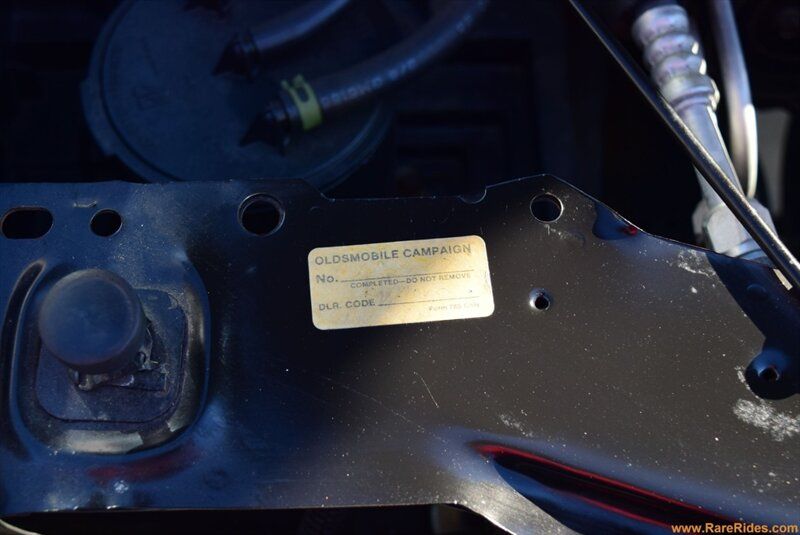 OLDSMOBILE CAMPAIGN
No.
COMPLETED—DO NOT REMOVE
DLR. CODE
www.RareRides.com